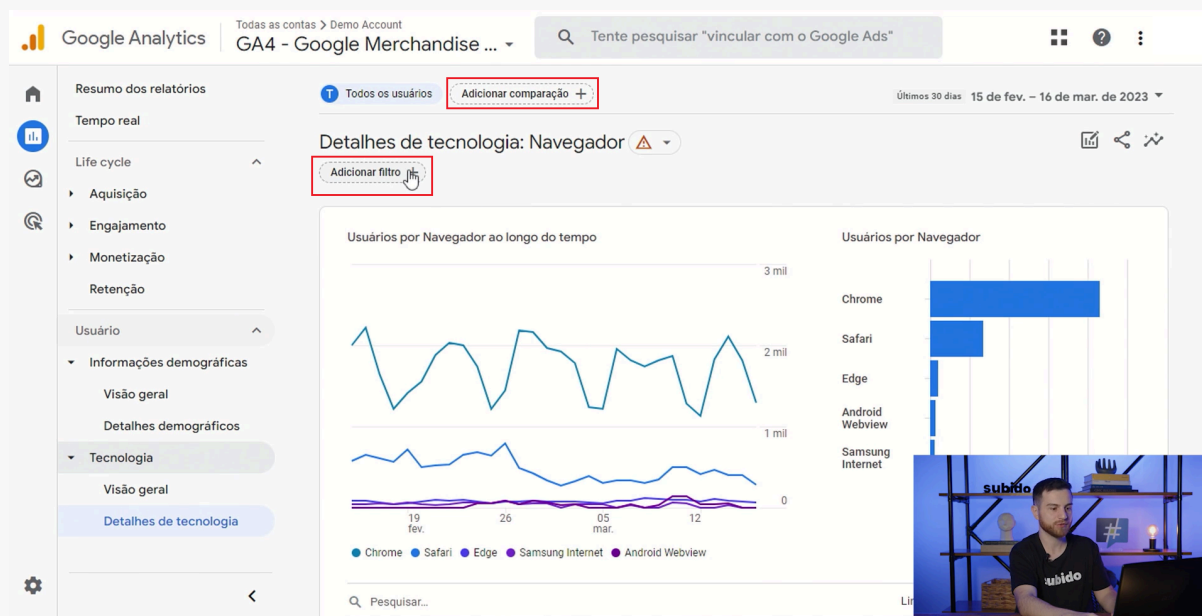 Google Analytics
Todas as contas > Demo Account
GA4 - Google Merchandise ...
Tente pesquisar "vincular com o Google Ads"
Resumo dos relatórios
Tempo real
Life cycle
Aquisição
Engajamento
Monetização
Retenção
Usuário
Informações demográficas
Visão geral
Detalhes demográficos
Tecnologia
Visão geral
Detalhes de tecnologia
T Todos os usuários
Adicionar comparação +
Últimos 30 dias 15 de fev. – 16 de mar. de 2023
Detalhes de tecnologia: Navegador
Adicionar filtro +
Usuários por Navegador ao longo do tempo
3 mil
2 mil
1 mil
0
19
fev.
26
05
mar.
12
Chrome Safari Edge Samsung Internet Android Webview
Usuários por Navegador
Chrome
Safari
Edge
Android
Webview
Samsung
Internet
Pesquisar...
subido
#
subido